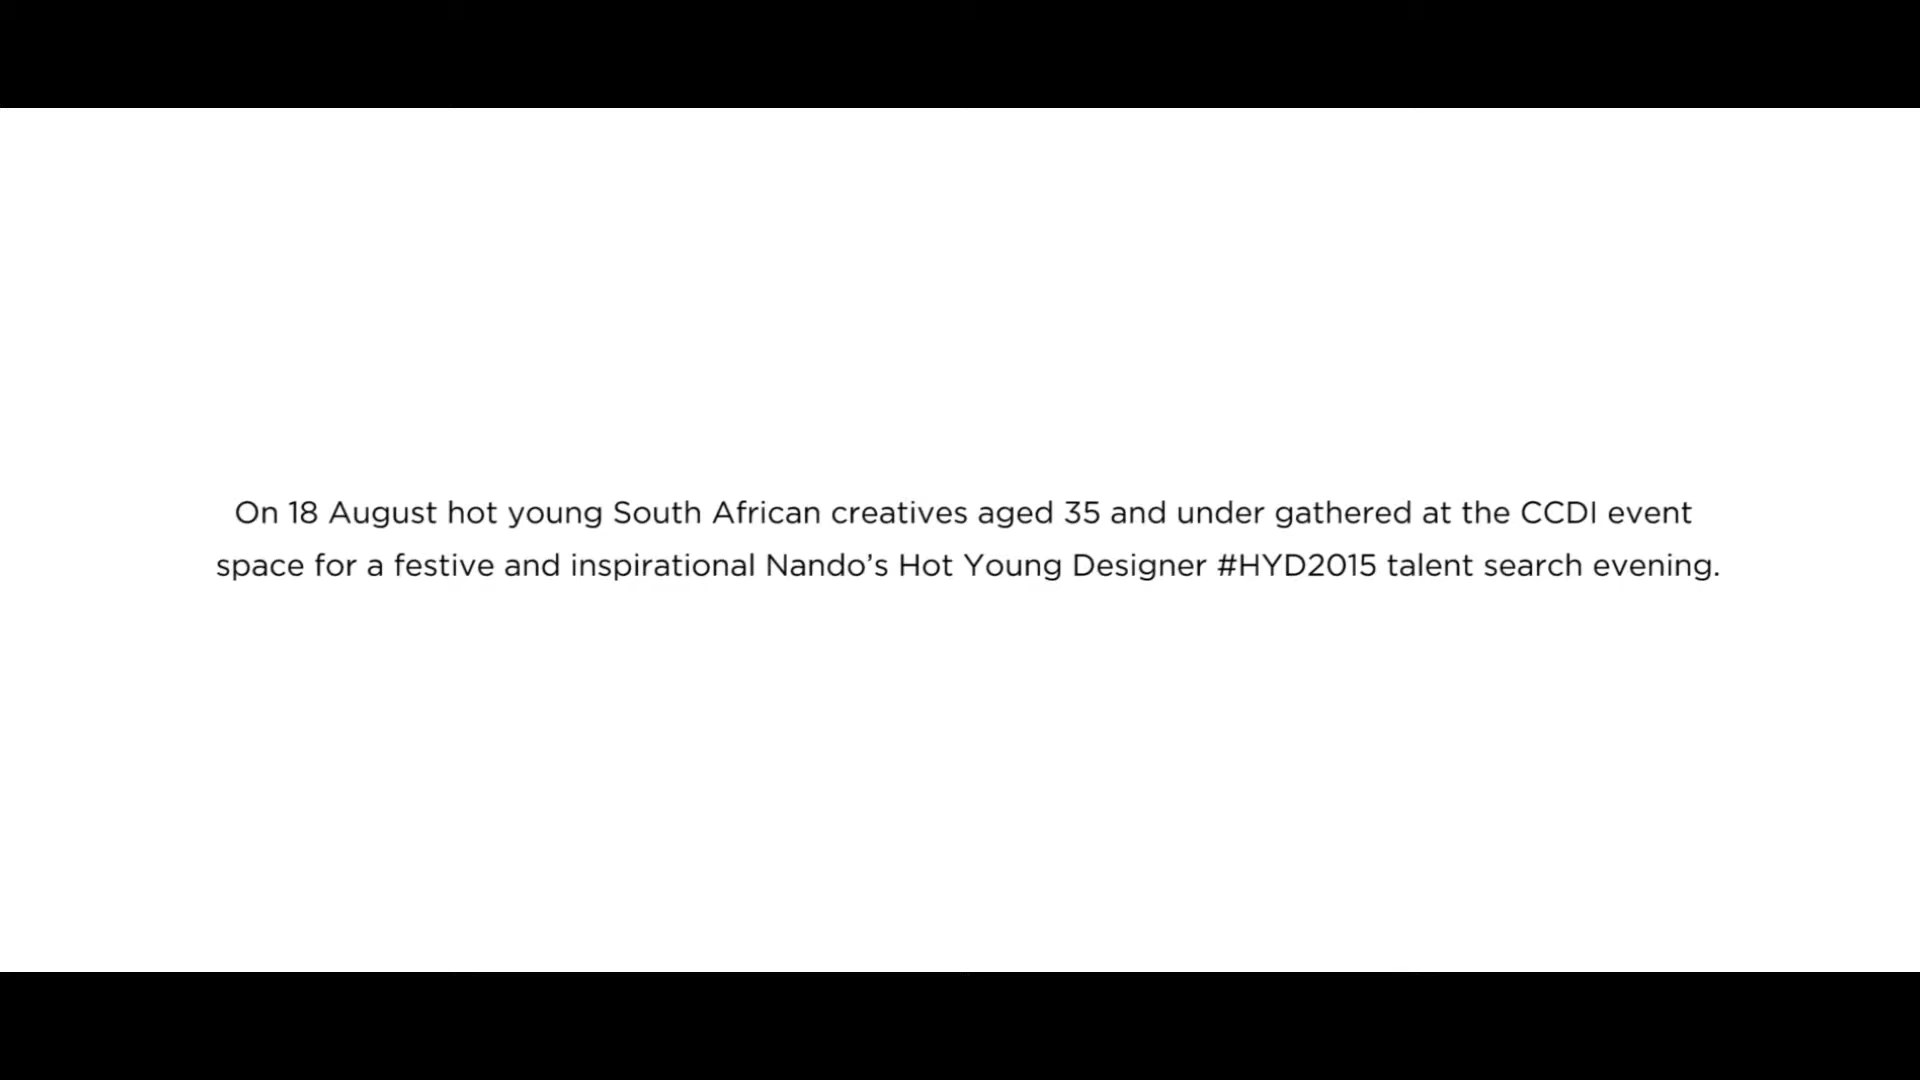 On 18 August hot young South African creatives aged 35 and under gathered at the CCDI event
space for a festive and inspirational Nando’s Hot Young Designer #HYD2015 talent search evening.